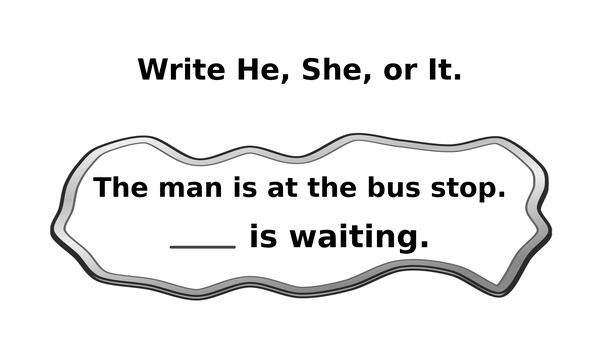 Write He, She, or It.
The man is at the bus stop.
____ is waiting.